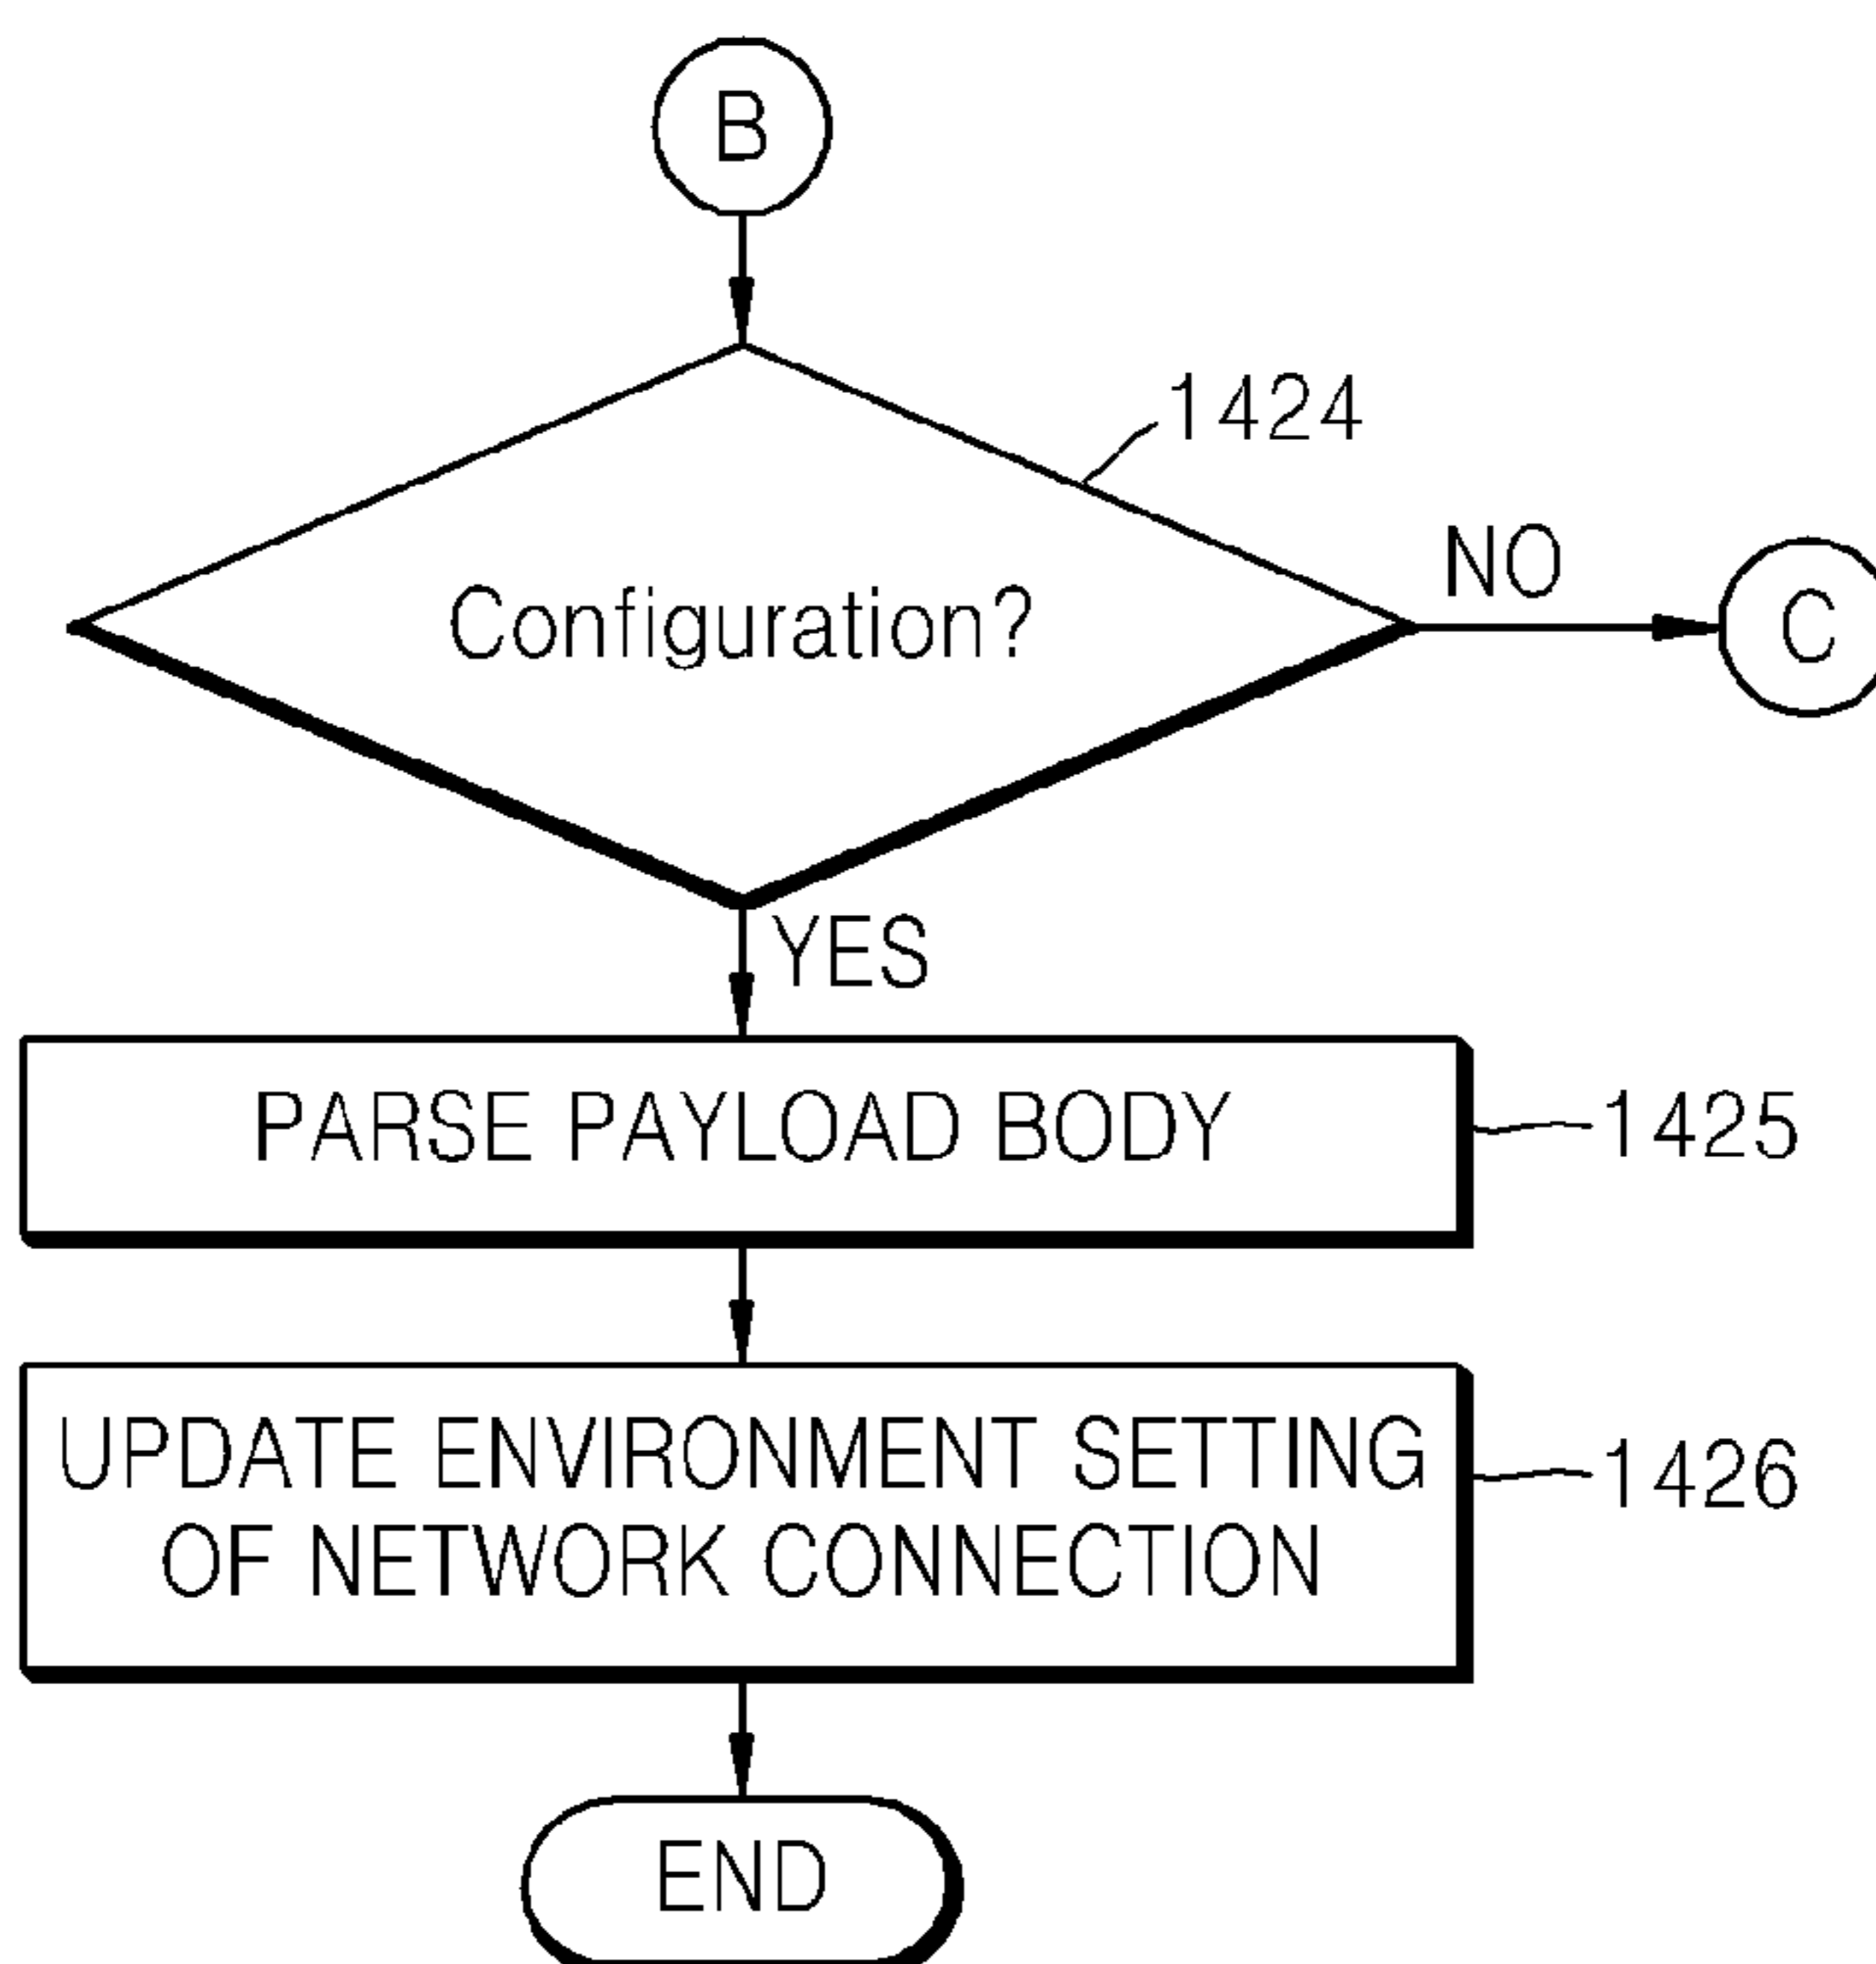 B
1424
Configuration?
NO
C
YES
PARSE PAYLOAD BODY
1425
UPDATE ENVIRONMENT SETTING
OF NETWORK CONNECTION
1426
END